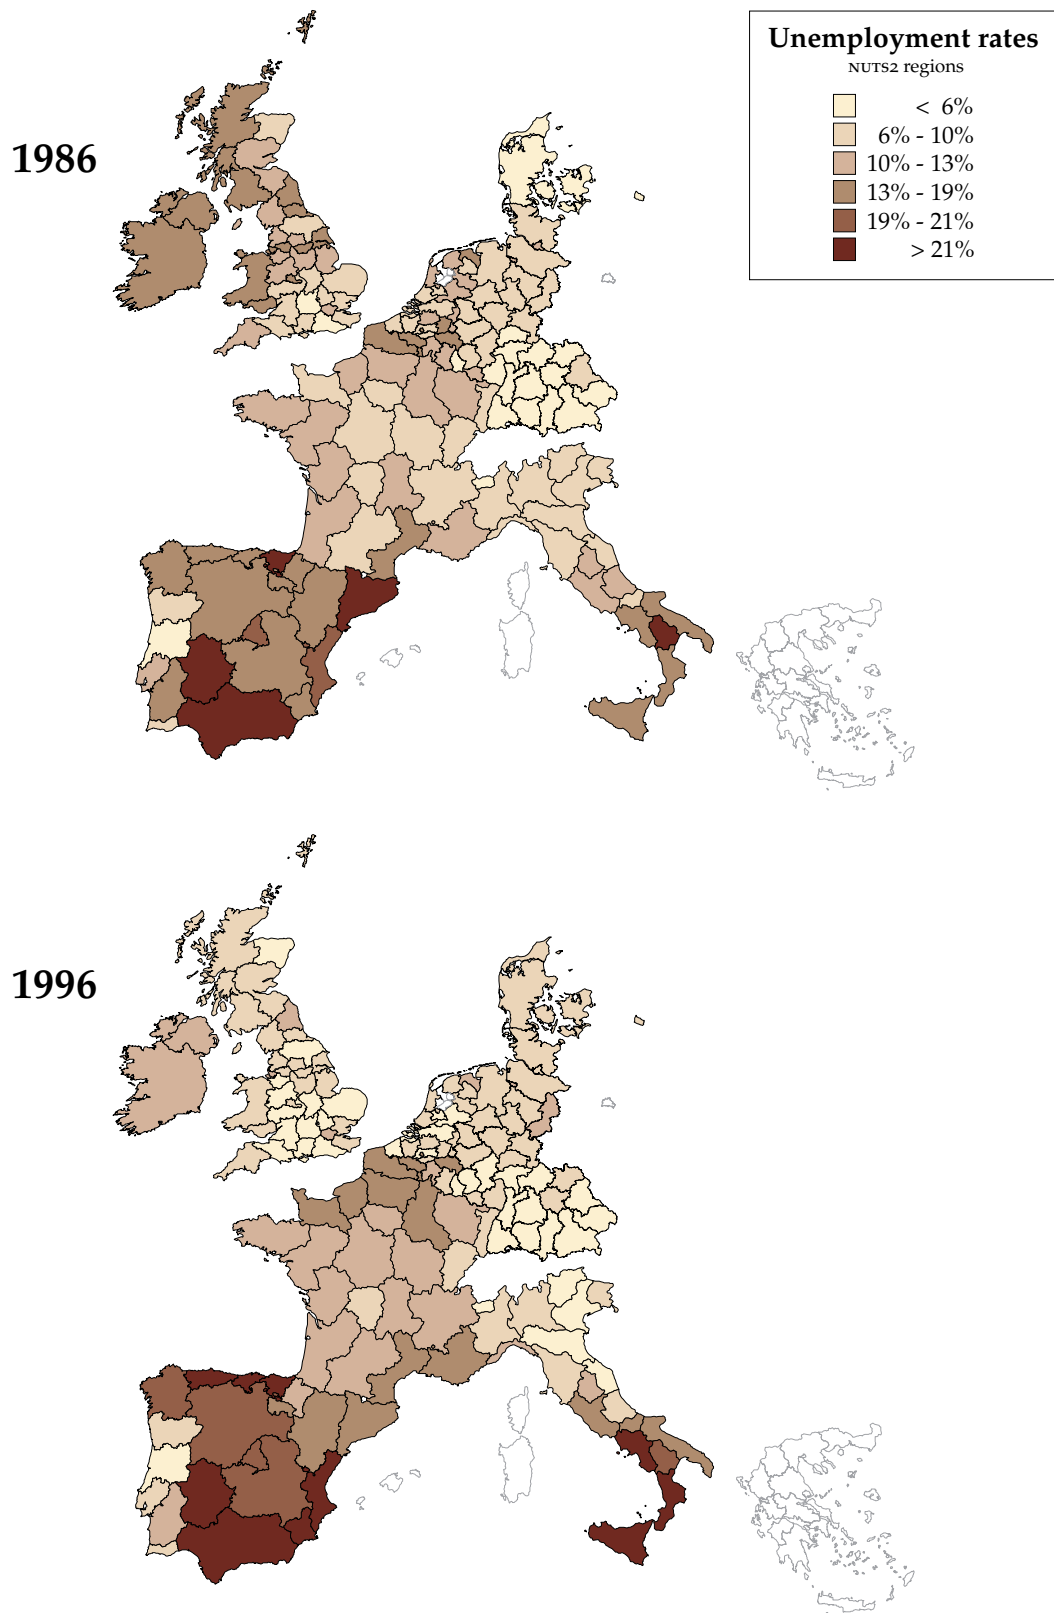 Unemployment rates
NUTS2 regions
< 6%
6% - 10%
10% - 13%
13% - 19%
19% - 21%
> 21%
1986
1996